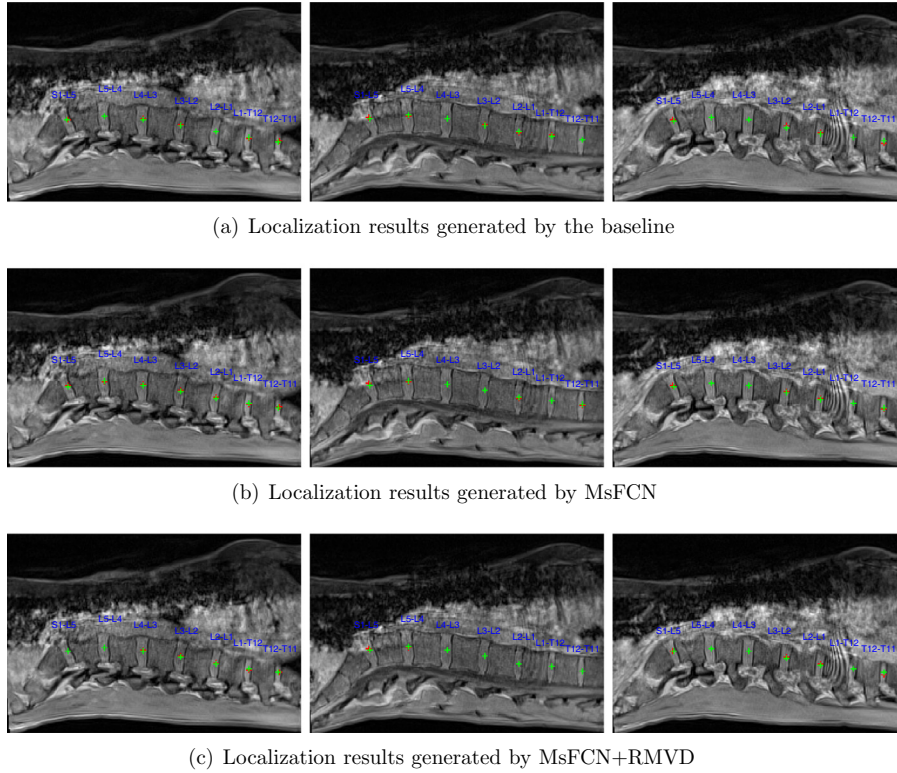 S1-L5 L5-L4 L4-L3 L3-L2 L2-L1 L1-T12 T12-T11
S1-L5 L5-L4 L4-L3 L3-L2 L2-L1 L1-T12 T12-T11
S1-L5 L5-L4 L4-L3 L3-L2 L2-L1 L1-T12 T12-T11
(a) Localization results generated by the baseline
S1-L5 L5-L4 L4-L3 L3-L2 L2-L1 L1-T12 T12-T11
S1-L5 L5-L4 L4-L3 L3-L2 L2-L1 L1-T12 T12-T11
S1-L5 L5-L4 L4-L3 L3-L2 L2-L1 L1-T12 T12-T11
(b) Localization results generated by MsFCN
S1-L5 L5-L4 L4-L3 L3-L2 L2-L1 L1-T12 T12-T11
S1-L5 L5-L4 L4-L3 L3-L2 L2-L1 L1-T12 T12-T11
S1-L5 L5-L4 L4-L3 L3-L2 L2-L1 L1-T12 T12-T11
(c) Localization results generated by MsFCN+RMVD